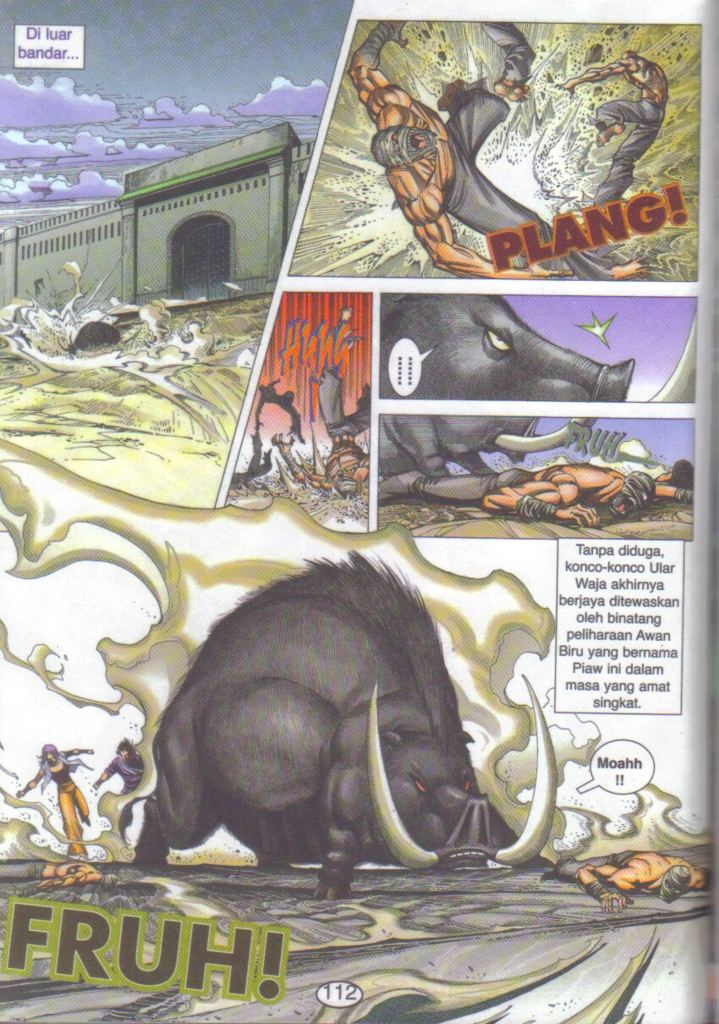 Di luar
bandar...
PLANG!
!!!
FRUH
Tanpa diduga,
konco-konco Ular
Waja akhirnya
berjaya ditewaskan
oleh binatang
peliharaan Awan
Biru yang bernama
Piaw ini dalam
masa yang amat
singkat.
Moahh
!!
FRUH!
112